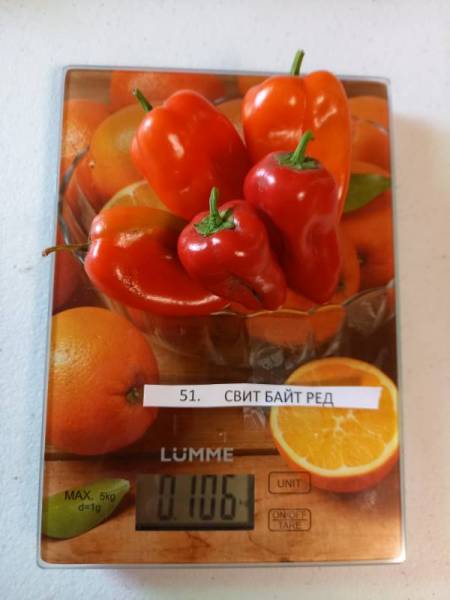 51. СВИТ БАЙТ РЕД
LUMME
MAX. 5kg
d=1g
0.106
UNIT
ON/OFF
TARE